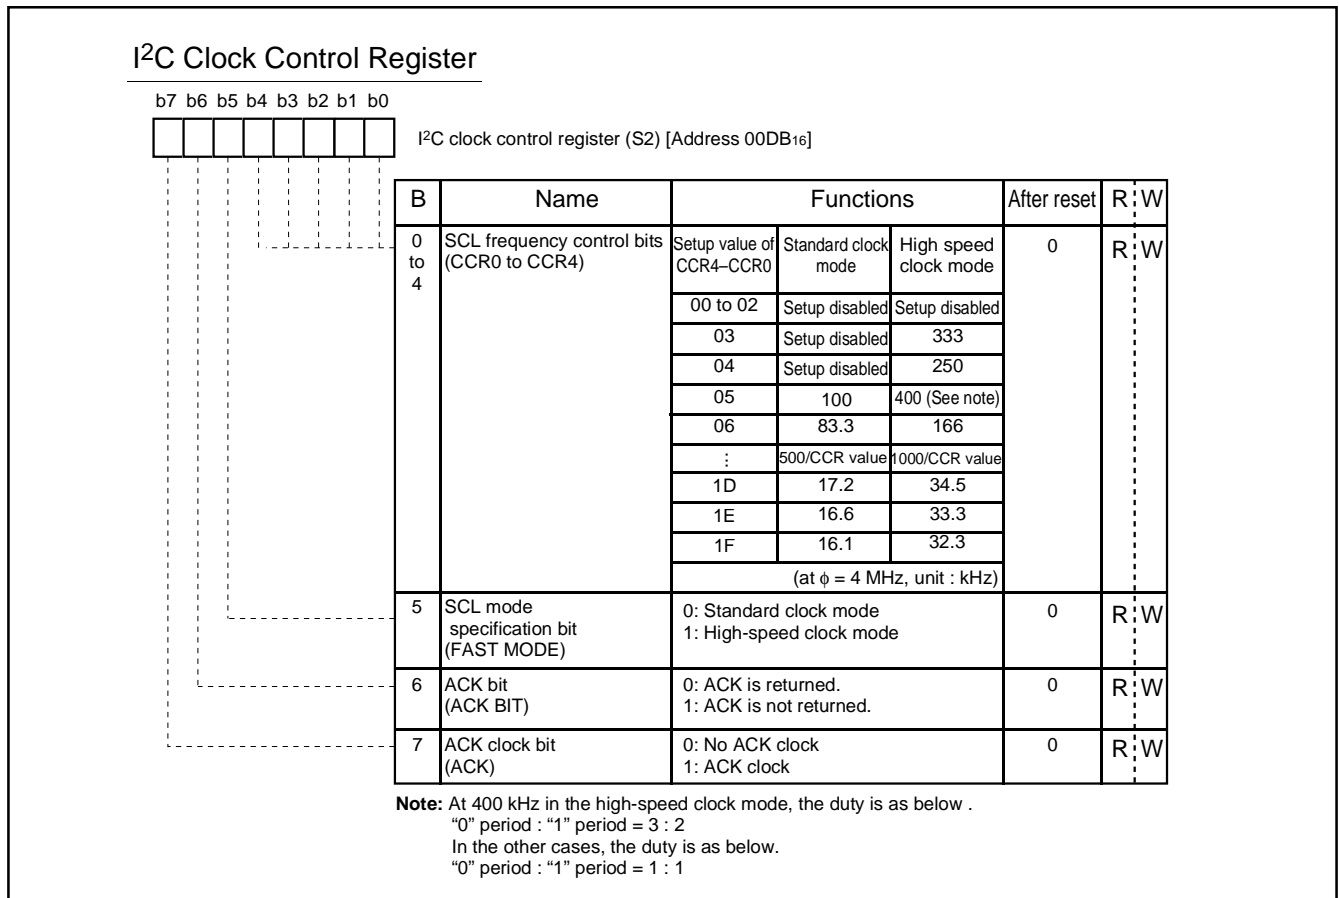 I2C Clock Control Register
b7 b6 b5 b4 b3 b2 b1 b0
I2C clock control register (S2) [Address 00DB16]
B Name Functions After reset R W
0 to 4 SCL frequency control bits (CCR0 to CCR4) Setup value of CCR4–CCR0 Standard clock mode High speed clock mode 0 R W
00 to 02 Setup disabled Setup disabled
03 Setup disabled 333
04 Setup disabled 250
05 100 400 (See note)
06 83.3 166
⋮ 500/CCR value 1000/CCR value
1D 17.2 34.5
1E 16.6 33.3
1F 16.1 32.3
(at ϕ = 4 MHz, unit : kHz)
5 SCL mode 0: Standard clock mode 0 R W
specification bit 1: High-speed clock mode
(FAST MODE)
6 ACK bit 0: ACK is returned. 0 R W
(ACK BIT) 1: ACK is not returned.
7 ACK clock bit 0: No ACK clock 0 R W
(ACK) 1: ACK clock
Note: At 400 kHz in the high-speed clock mode, the duty is as below .
“0” period : “1” period = 3 : 2
In the other cases, the duty is as below.
“0” period : “1” period = 1 : 1